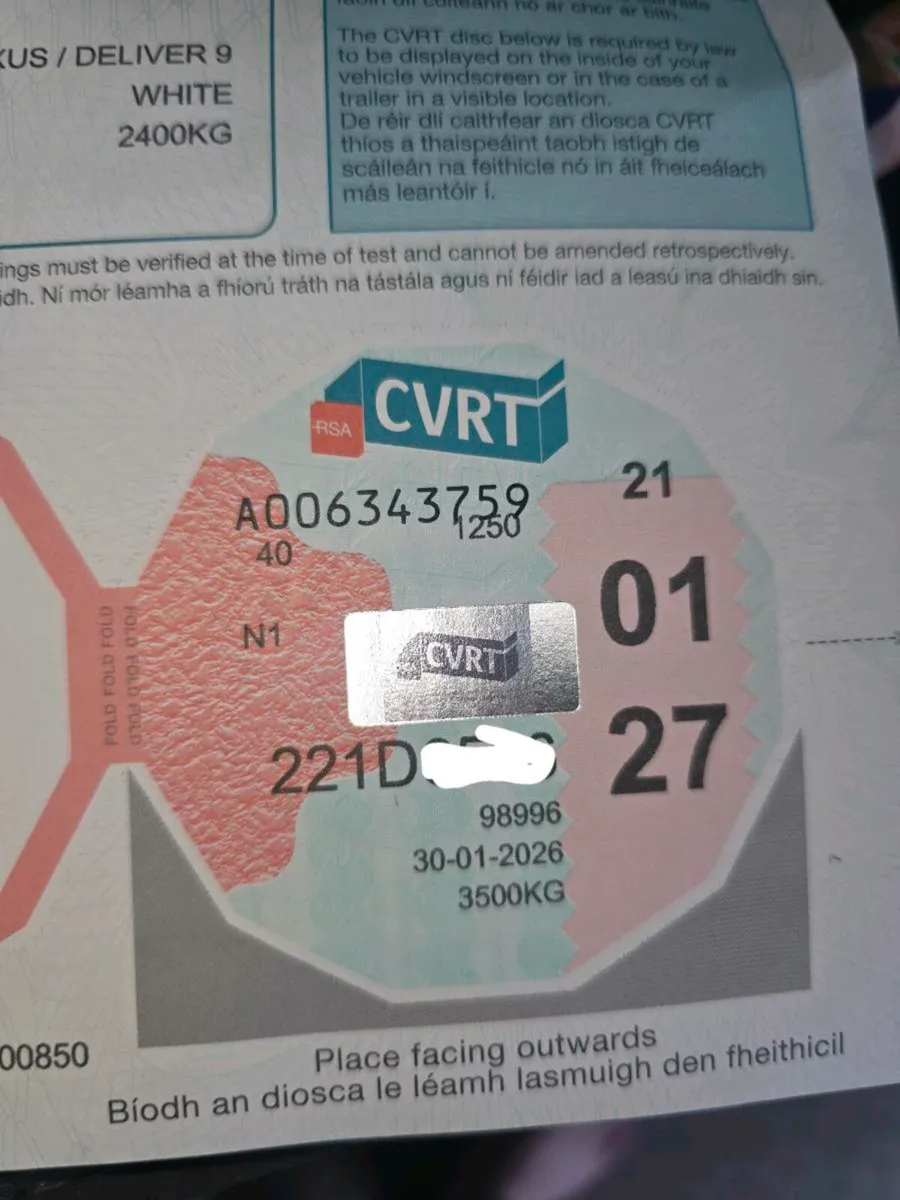 / DELIVER 9
WHITE
2400KG
The CVRT disc below is required by law
to be displayed on the inside of your
vehicle windscreen or in the case of a
trailer in a visible location.
De réir dlí caithfear an diosca CVRT
thíos a thaispeáint taobh istigh de
scáileán na feithicle nó in áit fheiceálach
más leantóir í.
must be verified at the time of test and cannot be amended retrospectively.
Ní mór léamha a fhíorú tráth na tástála agus ní féidir iad a leasú ina dhiaidh sin.
RSA CVRT
21
A006343759
1250
40
01
N1
CVRT
FOLD FOLD FOLD
FOLD FOLD FOLD
27
221D
98996
30-01-2026
3500KG
00850
Place facing outwards
Bíodh an diosca le léamh lasmuigh den fheithicil